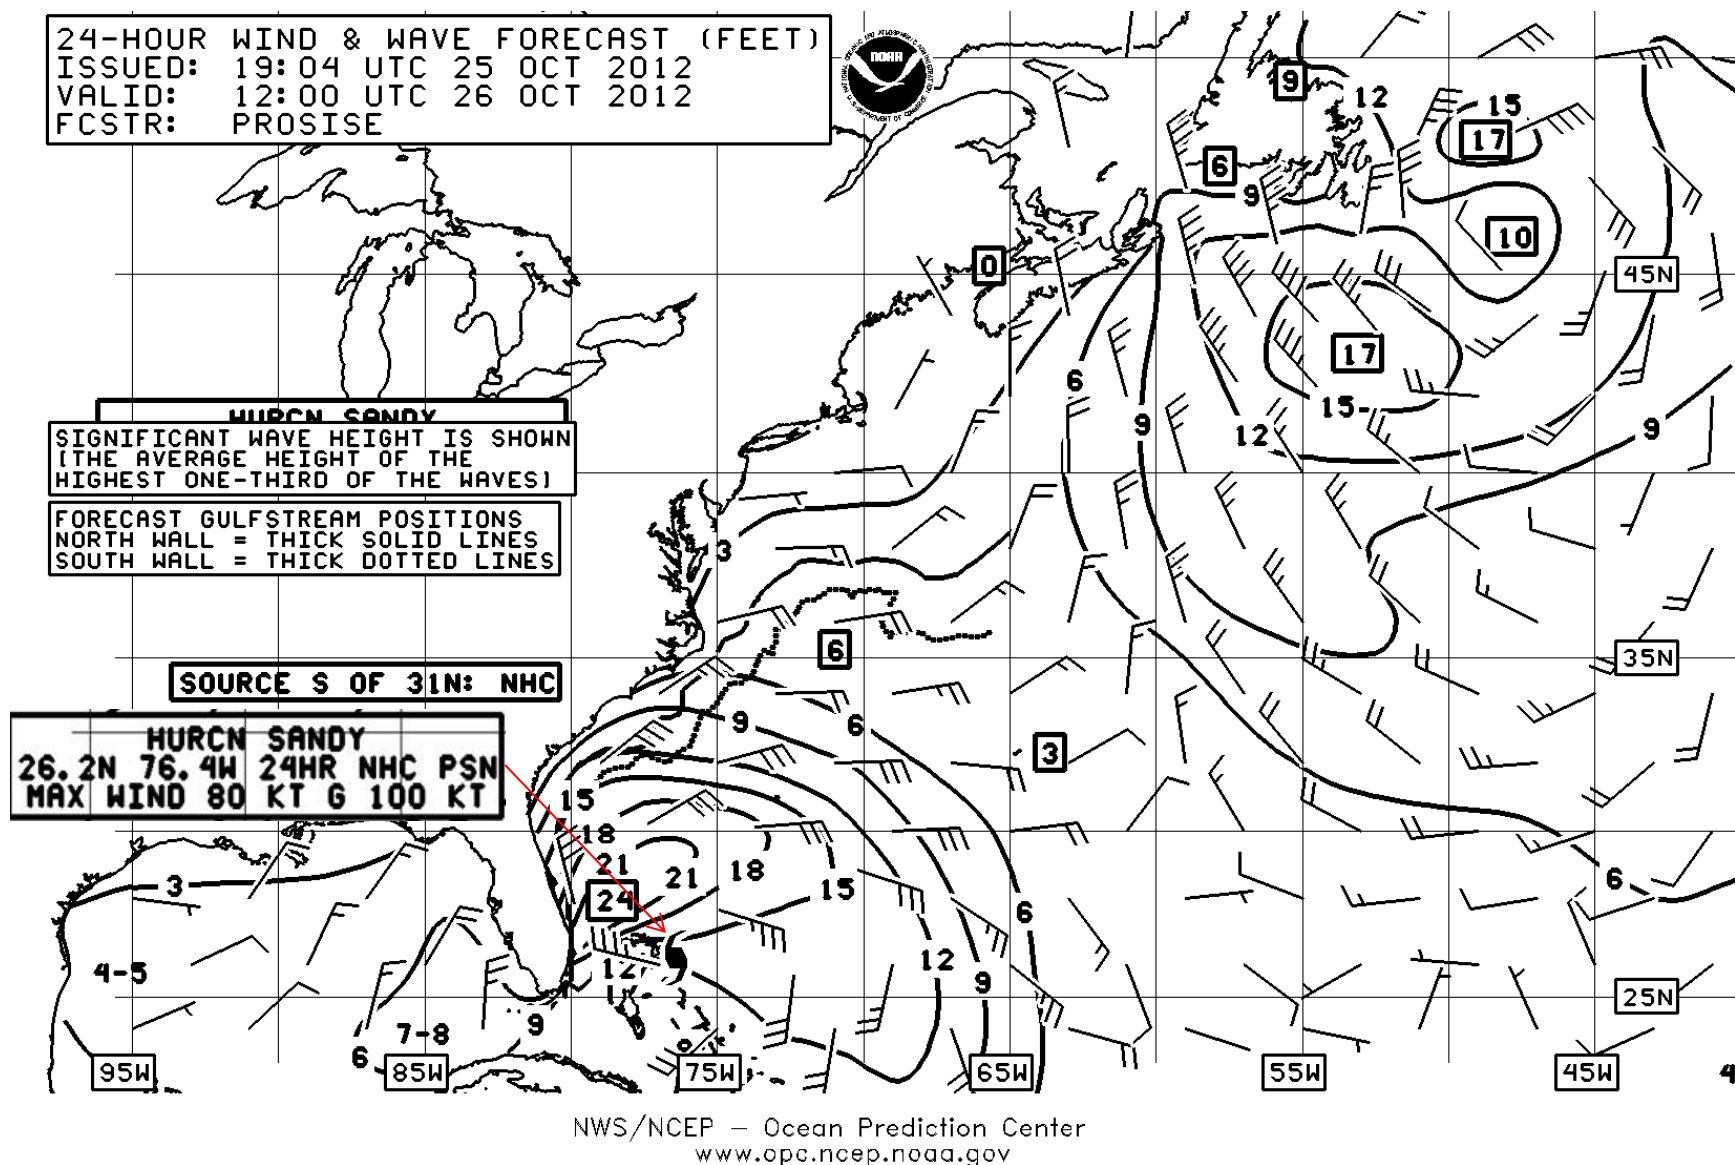 24-HOUR WIND & WAVE FORECAST (FEET)
ISSUED: 19:04 UTC 25 OCT 2012
VALID: 12:00 UTC 26 OCT 2012
FCSTR: PROSISE
NOAA
9
12
15
17
6
9
10
0
45N
17
6
15-
9
12
9
HURCN SANDY
SIGNIFICANT WAVE HEIGHT IS SHOWN
(THE AVERAGE HEIGHT OF THE
HIGHEST ONE-THIRD OF THE WAVES)
FORECAST GULFSTREAM POSITIONS
NORTH WALL = THICK SOLID LINES
SOUTH WALL = THICK DOTTED LINES
3
6
35N
SOURCE S OF 31N: NHC
9
6
3
HURCN SANDY
26.2N 76.4W 24HR NHC PSN
MAX WIND 80 KT G 100 KT
15
18
21
21
18
15
24
3
6
6
12
12
9
4-5
25N
7-8
9
6
95W
85W
75W
65W
55W
45W
4
NWS/NCEP – Ocean Prediction Center
www.opc.ncep.noaa.gov